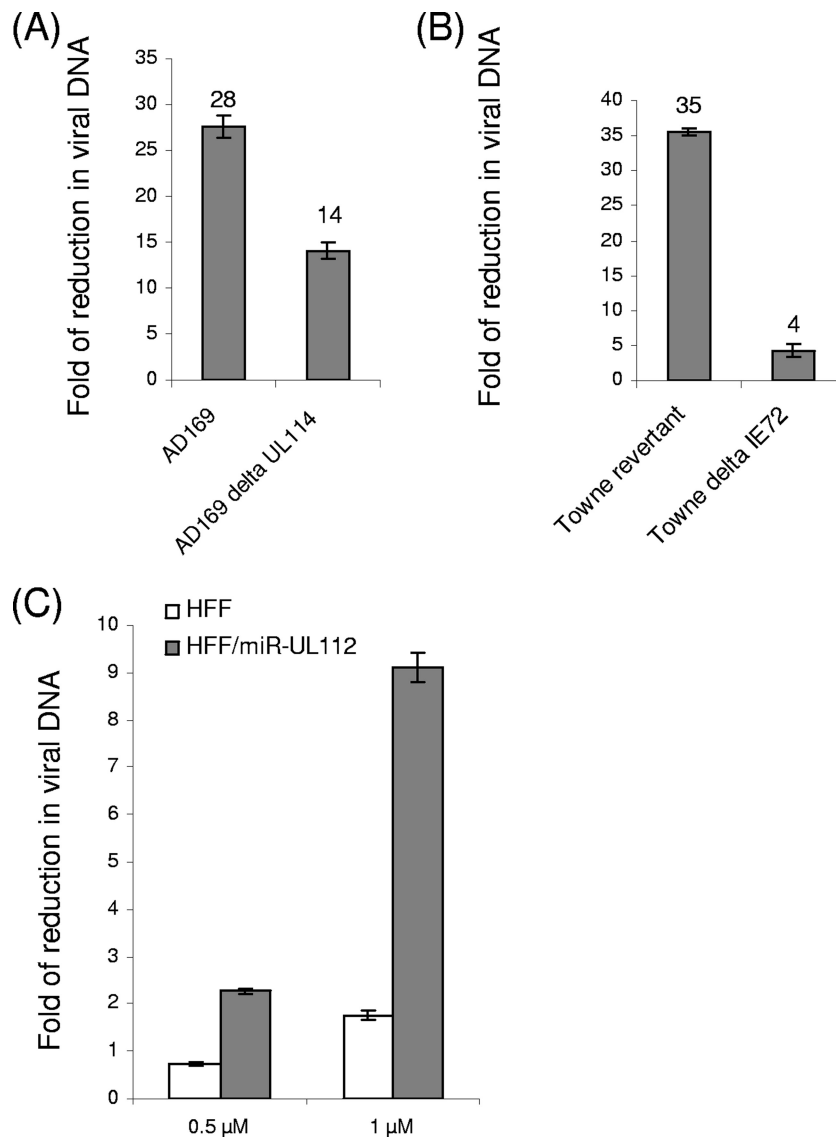 (A)
Fold of reduction in viral DNA
35
30
25
20
15
10
5
0
28
14
AD169
AD169 delta UL114
(B)
Fold of reduction in viral DNA
40
35
30
25
20
15
10
5
0
35
4
Towne revertant
Towne delta IE72
(C)
HFF
HFF/miR-UL112
Fold of reduction in viral DNA
10
9
8
7
6
5
4
3
2
1
0
0.5 μM
1 μM